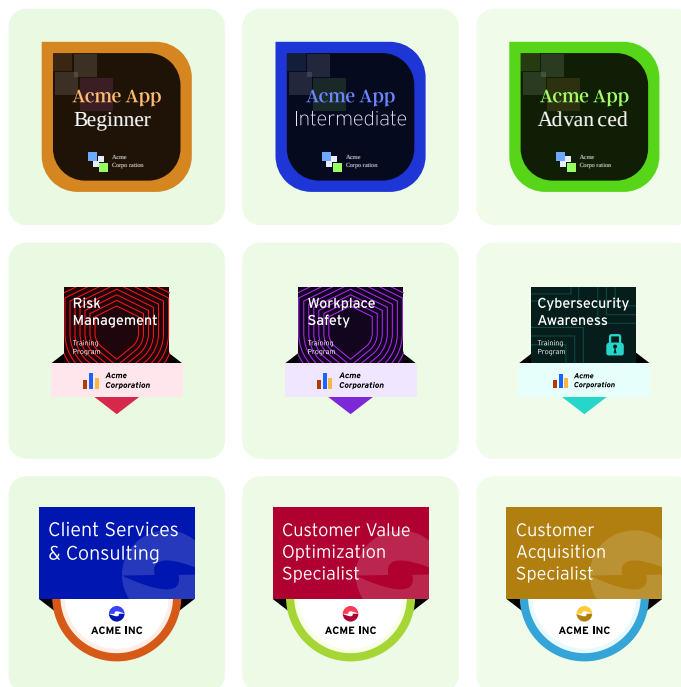 Acme App
Beginner
Acme
Corpo ration
Acme App
Intermediate
Acme
Corpo ration
Acme App
Advan ced
Acme
Corpo ration
Risk
Management
Training
Program
Acme
Corporation
Workplace
Safety
Training
Program
Acme
Corporation
Cybersecurity
Awareness
Training
Program
Acme
Corporation
Client Services
& Consulting
ACME INC
Customer Value
Optimization
Specialist
ACME INC
Customer
Acquisition
Specialist
ACME INC